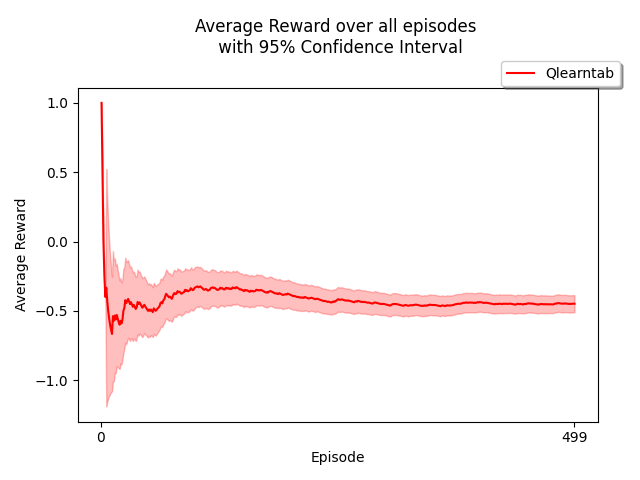 Average Reward over all episodes
with 95% Confidence Interval
Qlearntab
1.0
0.5
0.0
−0.5
−1.0
Average Reward
0
499
Episode